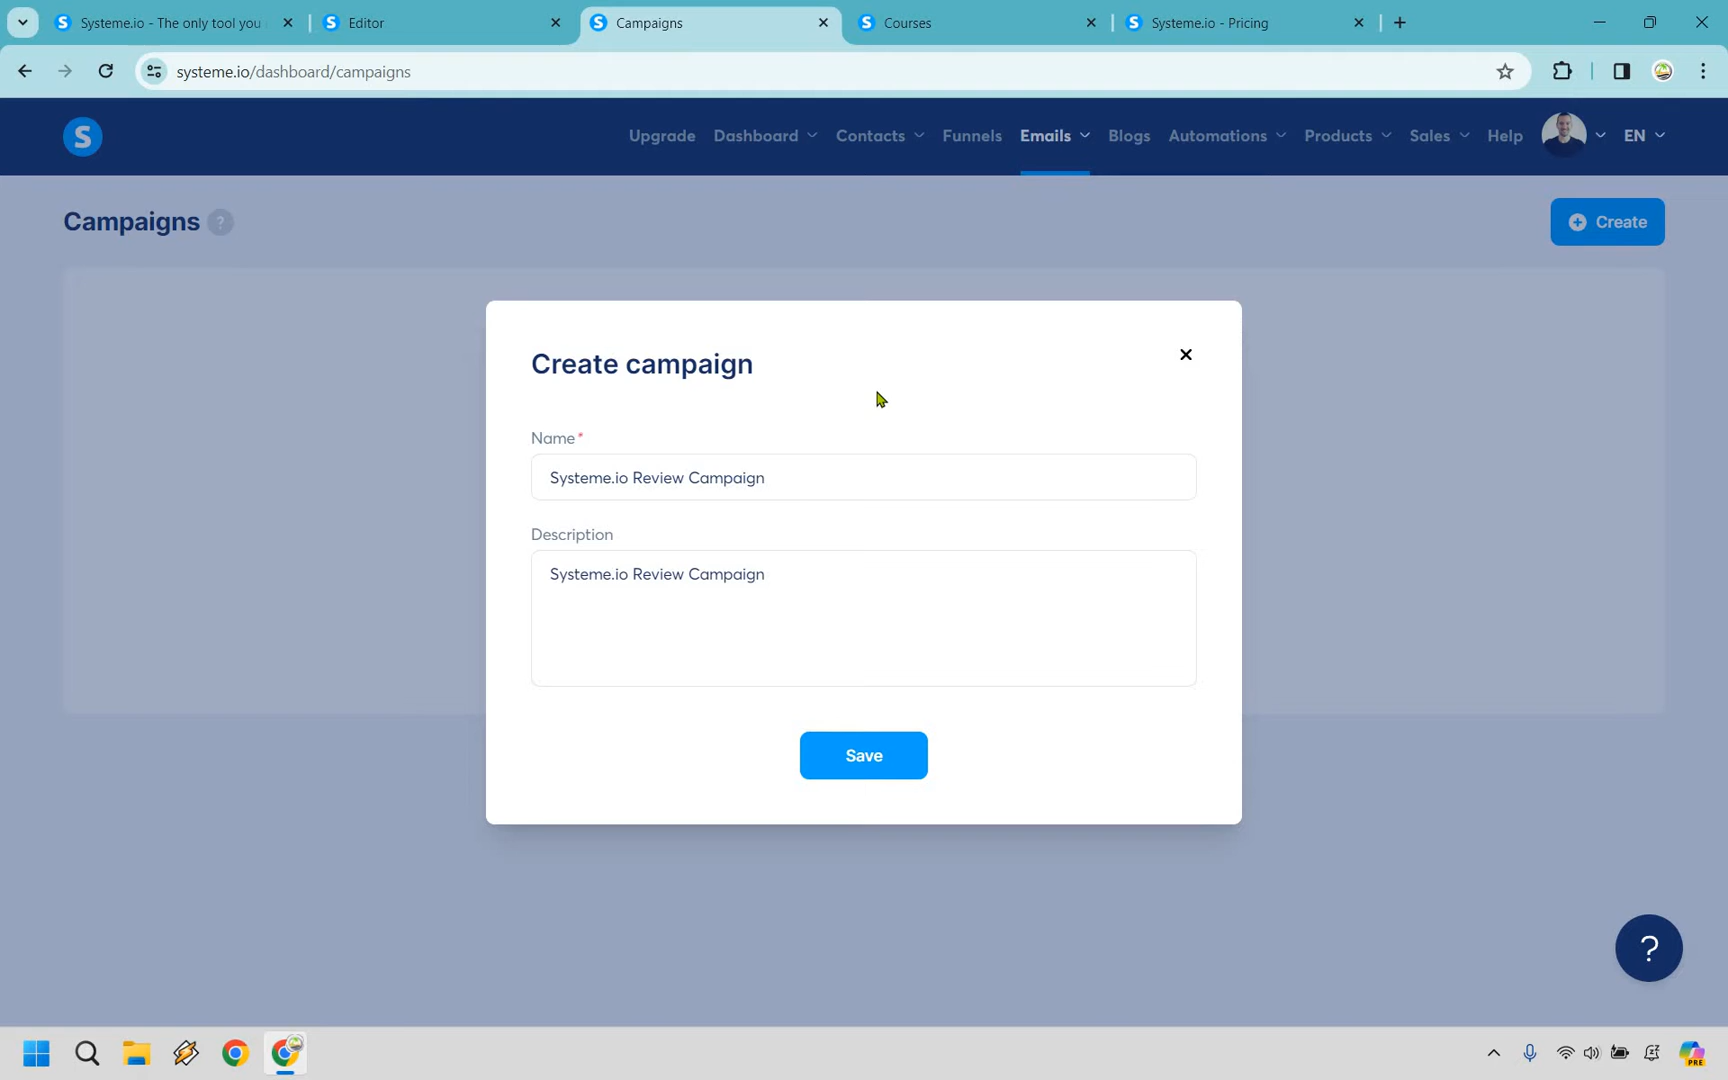 Systeme.io - The only tool you
Editor
Campaigns
Courses
Systeme.io - Pricing
systeme.io/dashboard/campaigns
S
Upgrade
Dashboard
Contacts
Funnels
Emails
Blogs
Automations
Products
Sales
Help
EN
Campaigns ?
Create
Create campaign
Name*
Systeme.io Review Campaign
Description
Systeme.io Review Campaign
Save
?
PRE